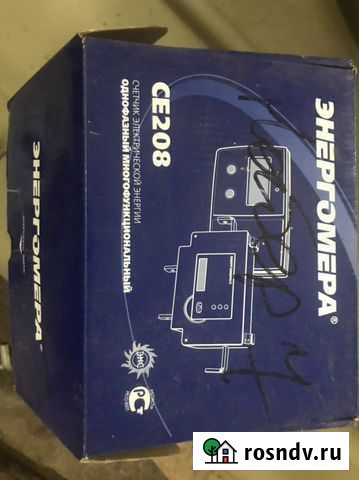 ЭНЕРГОМЕРА®
CE208
СЧЕТЧИК ЭЛЕКТРИЧЕСКОЙ ЭНЕРГИИ
ОДНОФАЗНЫЙ МНОГОФУНКЦИОНАЛЬНЫЙ
ЭНЕРГОМЕРА®
rosndv.ru